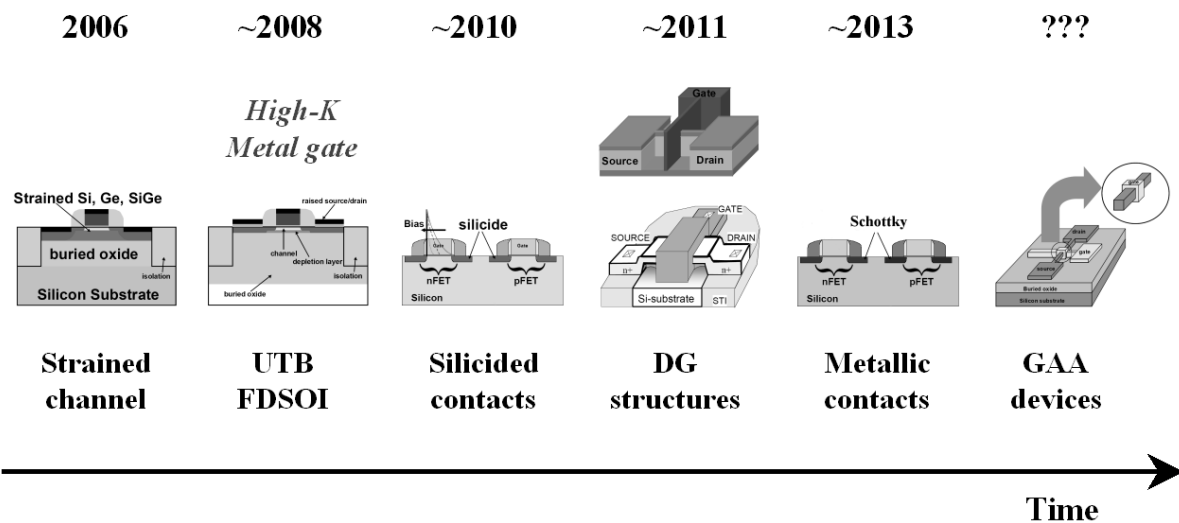 2006
~2008
~2010
~2011
~2013
???
High-K
Metal gate
Strained Si, Ge, SiGe
buried oxide
isolation
Silicon Substrate
raised source/drain
channel
depletion layer
isolation
buried oxide
Bias
silicide
Gate
Gate
nFET
pFET
Silicon
Gate
Source
Drain
GATE
SOURCE
DRAIN
n+
n+
Si-substrate
STI
Schottky
nFET
pFET
Silicon
drain
gate
source
Buried oxide
Silicon substrate
Strained
channel
UTB
FDSOI
Silicided
contacts
DG
structures
Metallic
contacts
GAA
devices
Time